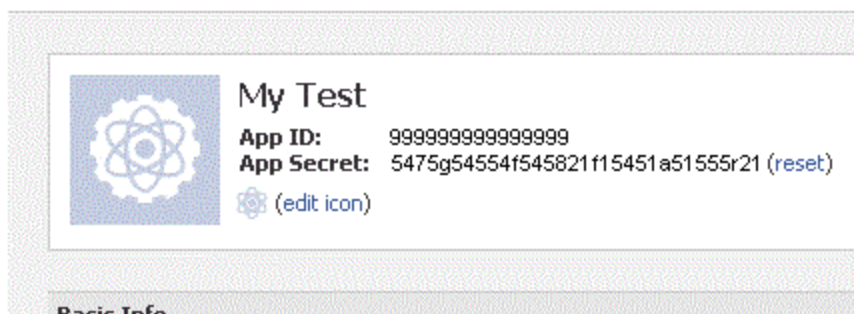 My Test
App ID: 999999999999999
App Secret: 5475g54554f545821f15451a51555r21 (reset)
(edit icon)
Basic Info